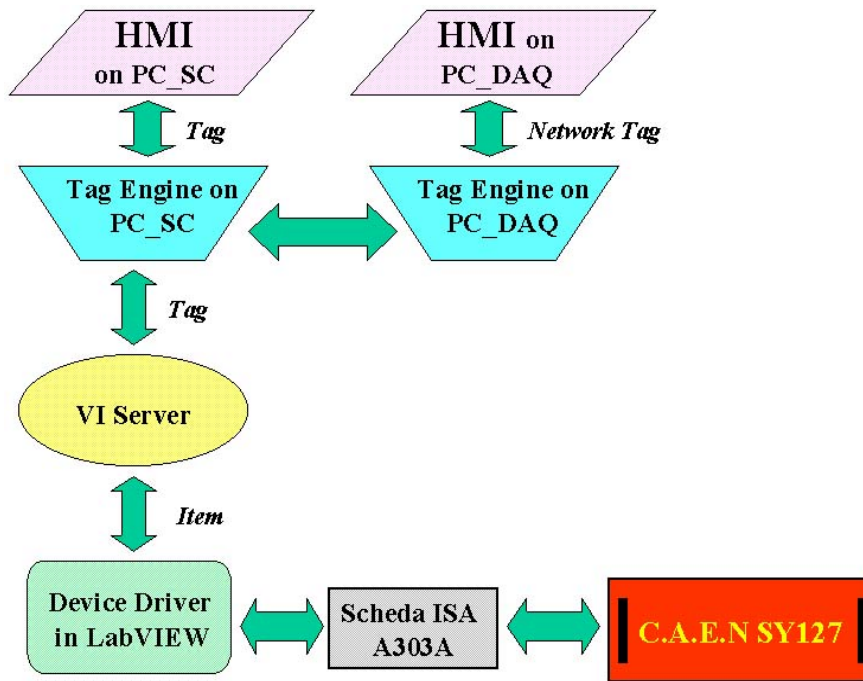 HMI
on PC_SC
HMI on
PC_DAQ
Tag
Network Tag
Tag Engine on
PC_SC
Tag Engine on
PC_DAQ
Tag
VI Server
Item
Device Driver
in LabVIEW
Scheda ISA
A303A
C.A.E.N SY127